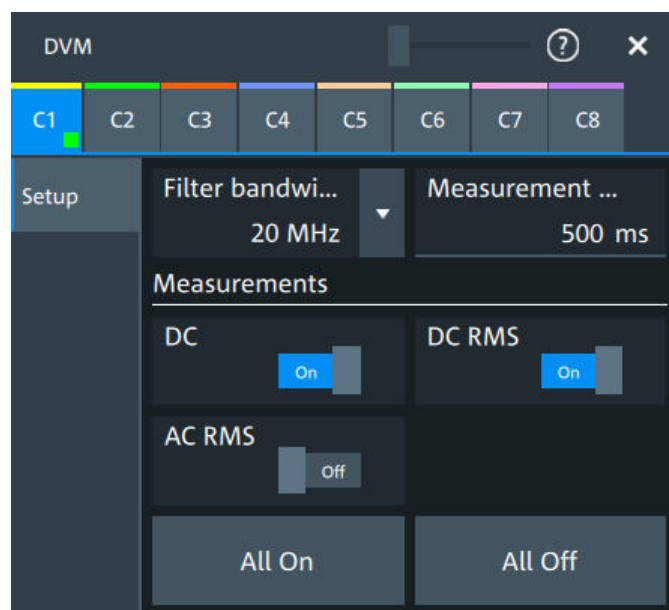 DVM
?
C1 C2 C3 C4 C5 C6 C7 C8
Setup
Filter bandwi... Measurement ...
20 MHz 500 ms
Measurements
DC DC RMS
On On
AC RMS
Off
All On All Off